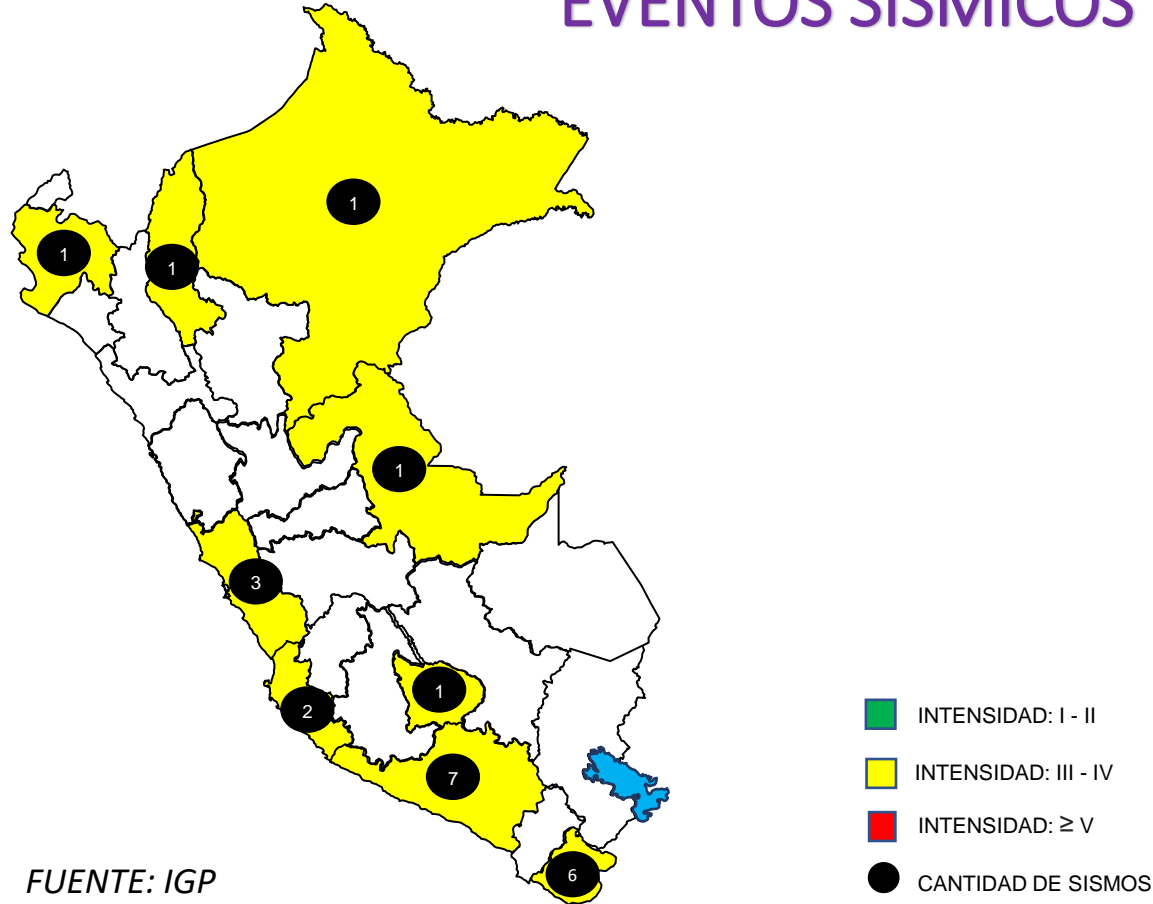 EVENTOS SÍSMICOS
1
1
1
1
3
1
2
7
6
INTENSIDAD: I - II
INTENSIDAD: III - IV
INTENSIDAD: ≥ V
CANTIDAD DE SISMOS
FUENTE: IGP